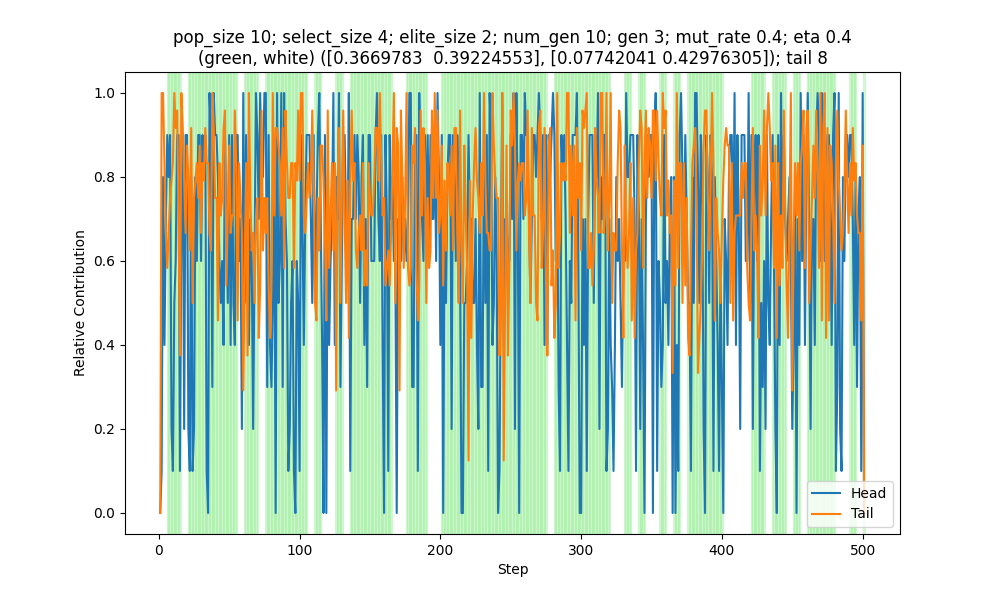 pop_size 10; select_size 4; elite_size 2; num_gen 10; gen 3; mut_rate 0.4; eta 0.4
(green, white) ([0.3669783  0.39224553], [0.07742041 0.42976305]); tail 8
1.0
0.8
0.6
0.4
0.2
0.0
Relative Contribution
Head
Tail
0
100
200
300
400
500
Step